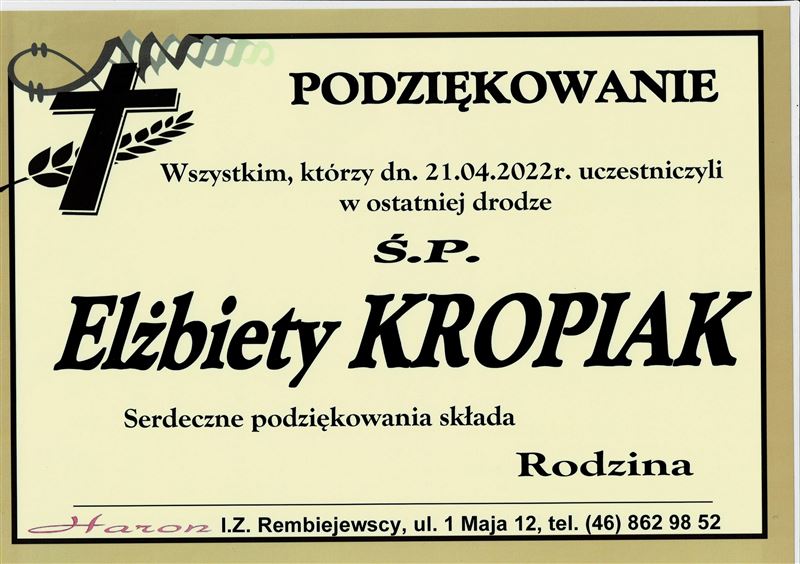 PODZIĘKOWANIE
Wszystkim, którzy dn. 21.04.2022r. uczestniczyli
w ostatniej drodze
Ś.P.
Elżbiety KROPIAK
Serdeczne podziękowania składa
Rodzina
Haron I.Z. Rembiejewscy, ul. 1 Maja 12, tel. (46) 862 98 52